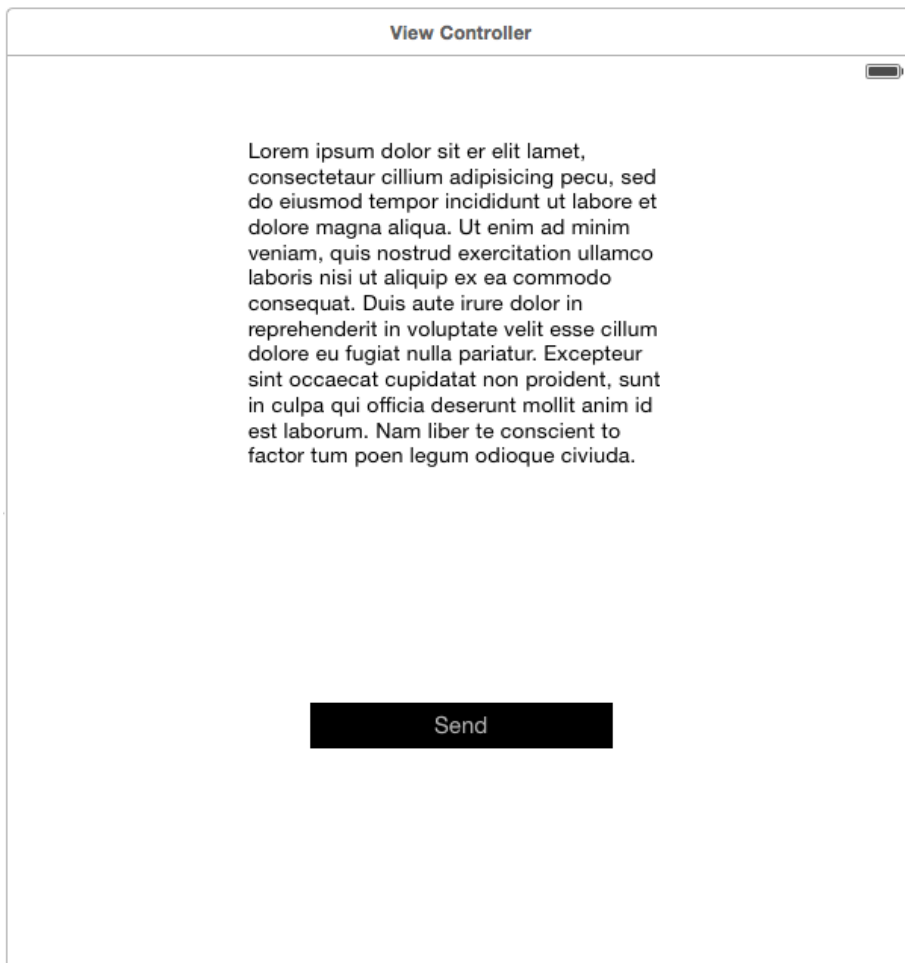 View Controller
Lorem ipsum dolor sit er elit lamet,
consectetaur cillium adipisicing pecu, sed
do eiusmod tempor incididunt ut labore et
dolore magna aliqua. Ut enim ad minim
veniam, quis nostrud exercitation ullamco
laboris nisi ut aliquip ex ea commodo
consequat. Duis aute irure dolor in
reprehenderit in voluptate velit esse cillum
dolore eu fugiat nulla pariatur. Excepteur
sint occaecat cupidatat non proident, sunt
in culpa qui officia deserunt mollit anim id
est laborum. Nam liber te conscient to
factor tum poen legum odioque civiuda.
Send